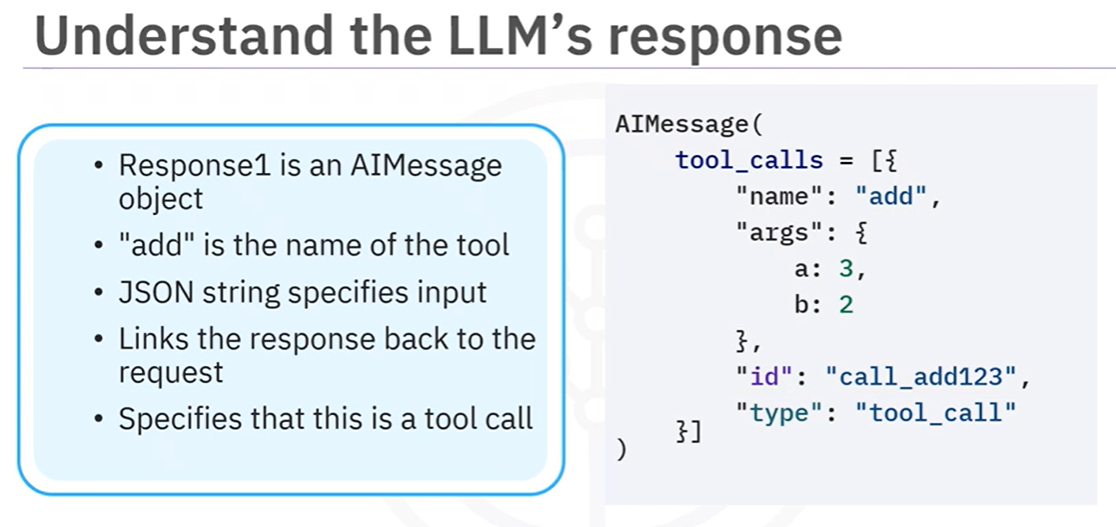 Understand the LLM's response
• Response1 is an AIMessage
object
• "add" is the name of the tool
• JSON string specifies input
• Links the response back to the
request
• Specifies that this is a tool call
AIMessage(
    tool_calls = [{
        "name": "add",
        "args": {
            a: 3,
            b: 2
        },
        "id": "call_add123",
        "type": "tool_call"
    }]
)